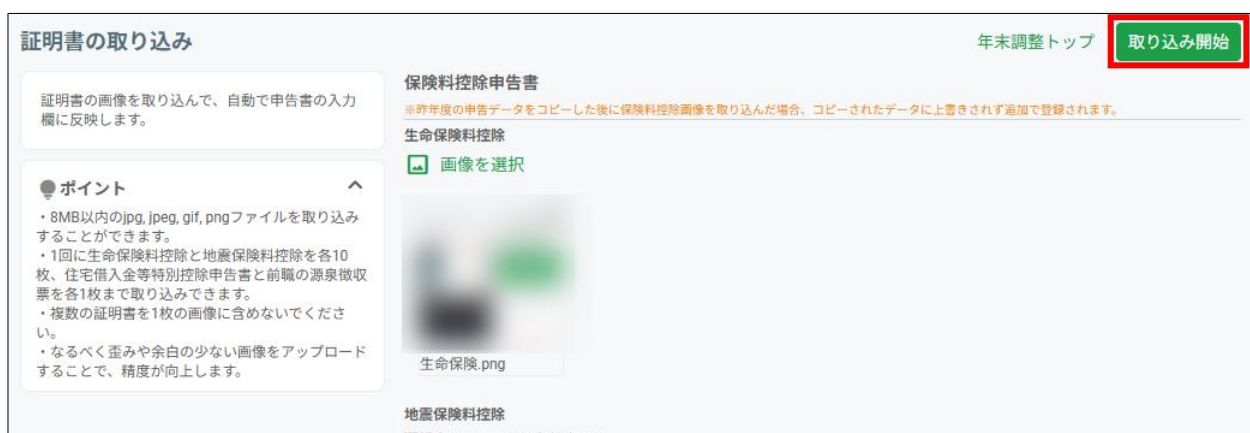 証明書の取り込み
年末調整トップ
取り込み開始
証明書の画像を取り込んで、自動で申告書の入力
欄に反映します。
ポイント
・8MB以内のjpg, jpeg, gif, pngファイルを取り込み
することができます。
・1回に生命保険料控除と地震保険料控除を各10
枚、住宅借入金等特別控除申告書と前職の源泉徴収
票を各1枚まで取り込みできます。
・複数の証明書を1枚の画像に含めないでくださ
い。
・なるべく歪みや余白の少ない画像をアップロード
することで、精度が向上します。
保険料控除申告書
※昨年度の申告データをコピーした後に保険料控除画像を取り込んだ場合、コピーされたデータに上書きされず追加で登録されます。
生命保険料控除
画像を選択
生命保険.png
地震保険料控除